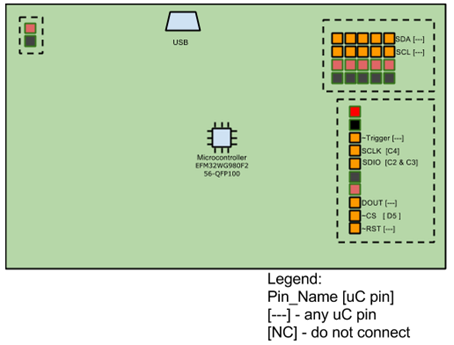 USB
SDA [---]
SCL [---]
~Trigger [---]
SCLK [C4]
SDIO [C2 & C3]
Microcontroller
EFM32WG980F2
56-QFP100
DOUT [---]
~CS [ D5 ]
~RST [---]
Legend:
Pin_Name [uC pin]
[---] - any uC pin
[NC] - do not connect